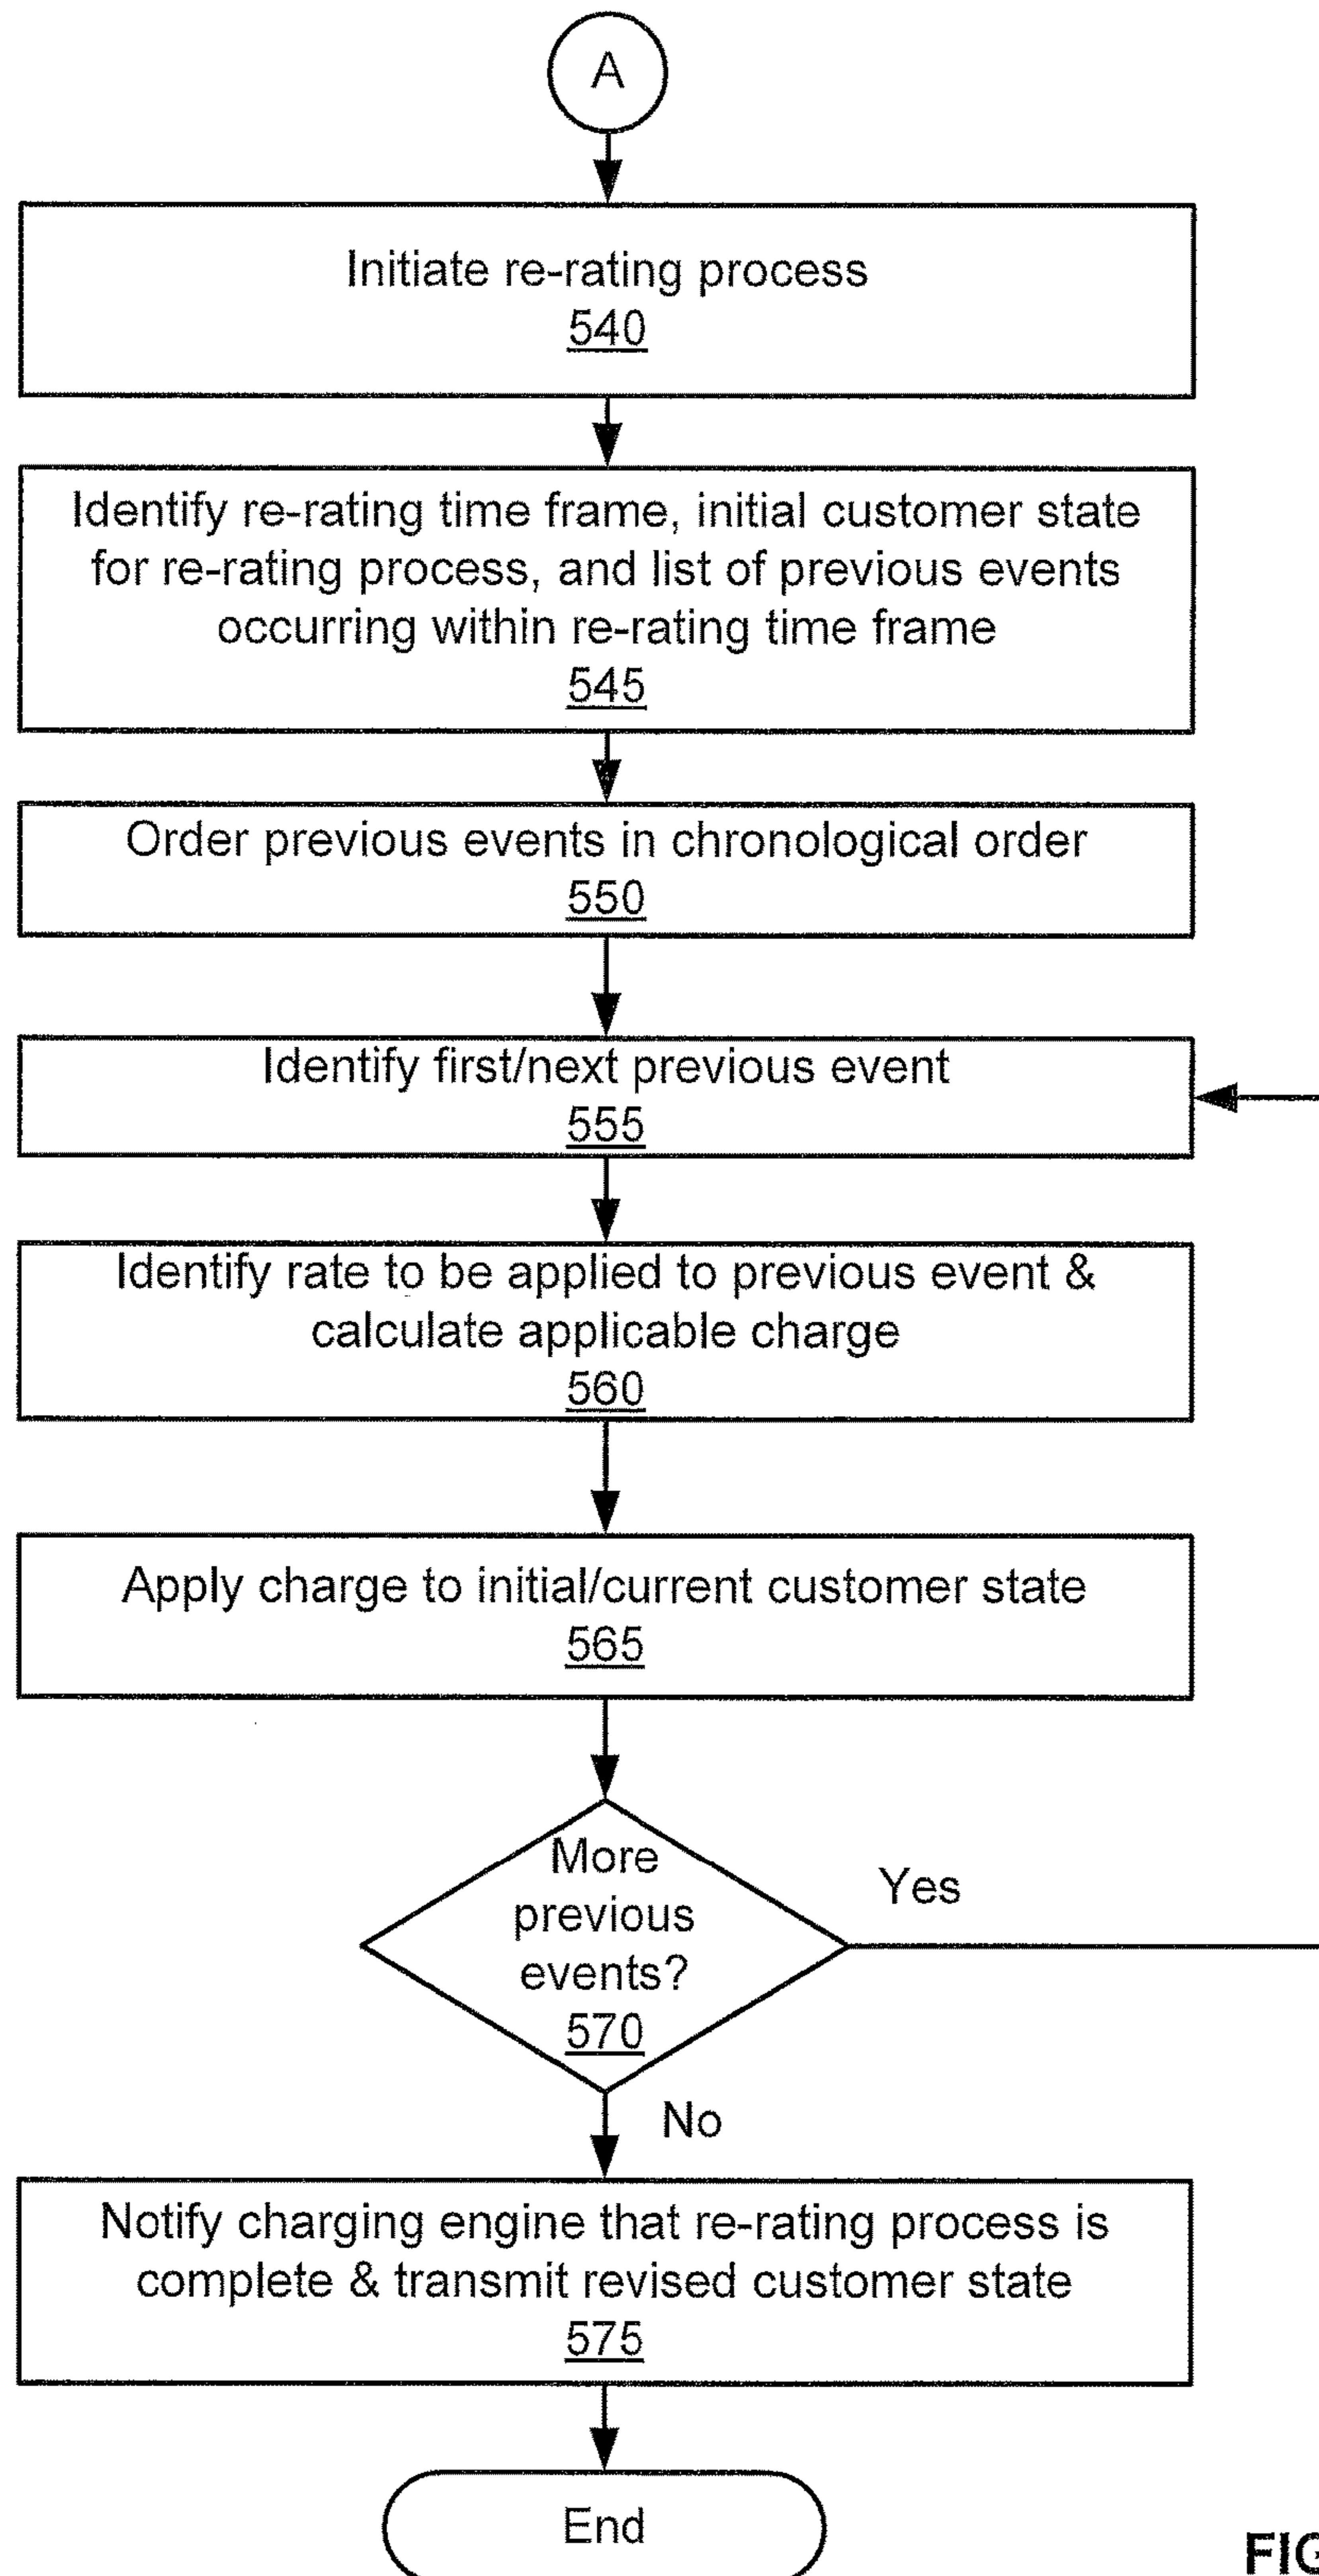 A
Initiate re-rating process
540
Identify re-rating time frame, initial customer state
for re-rating process, and list of previous events
occurring within re-rating time frame
545
Order previous events in chronological order
550
Identify first/next previous event
555
Identify rate to be applied to previous event &
calculate applicable charge
560
Apply charge to initial/current customer state
565
More
previous
events?
570
Yes
No
Notify charging engine that re-rating process is
complete & transmit revised customer state
575
End
FIG